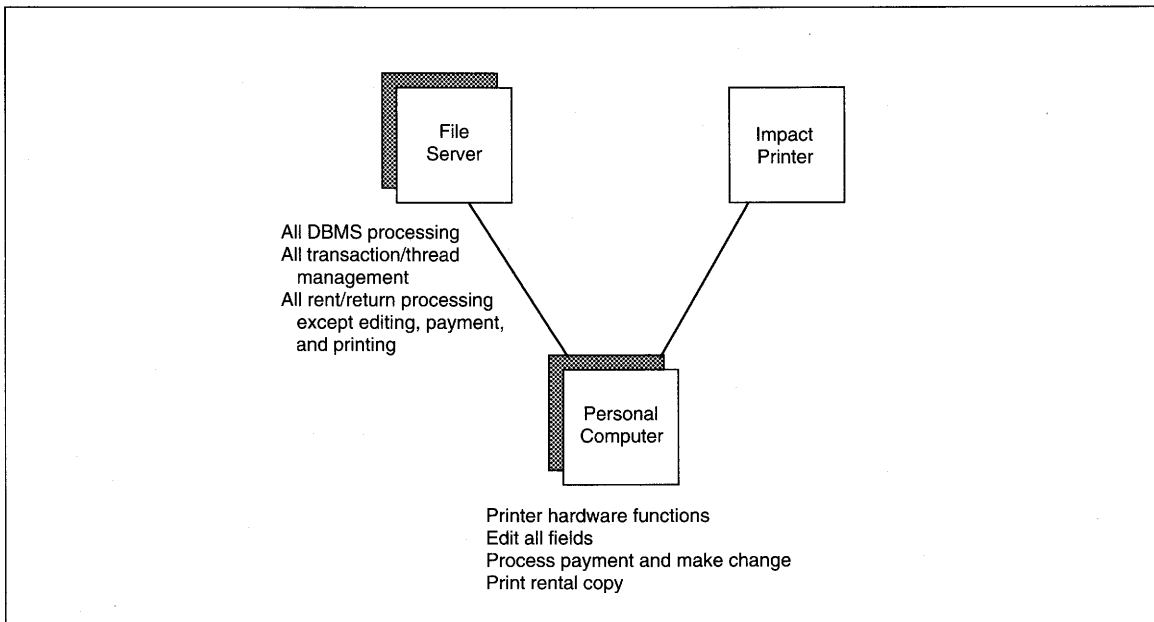 File
Server
Impact
Printer
All DBMS processing
All transaction/thread
management
All rent/return processing
except editing, payment,
and printing
Personal
Computer
Printer hardware functions
Edit all fields
Process payment and make change
Print rental copy